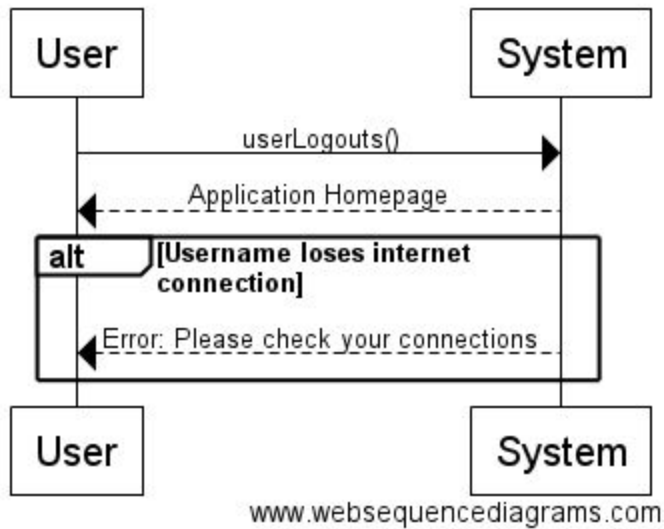 User System
userLogouts()
Application Homepage
alt [Username loses internet
connection]
Error: Please check your connections
User System
www.websequencediagrams.com